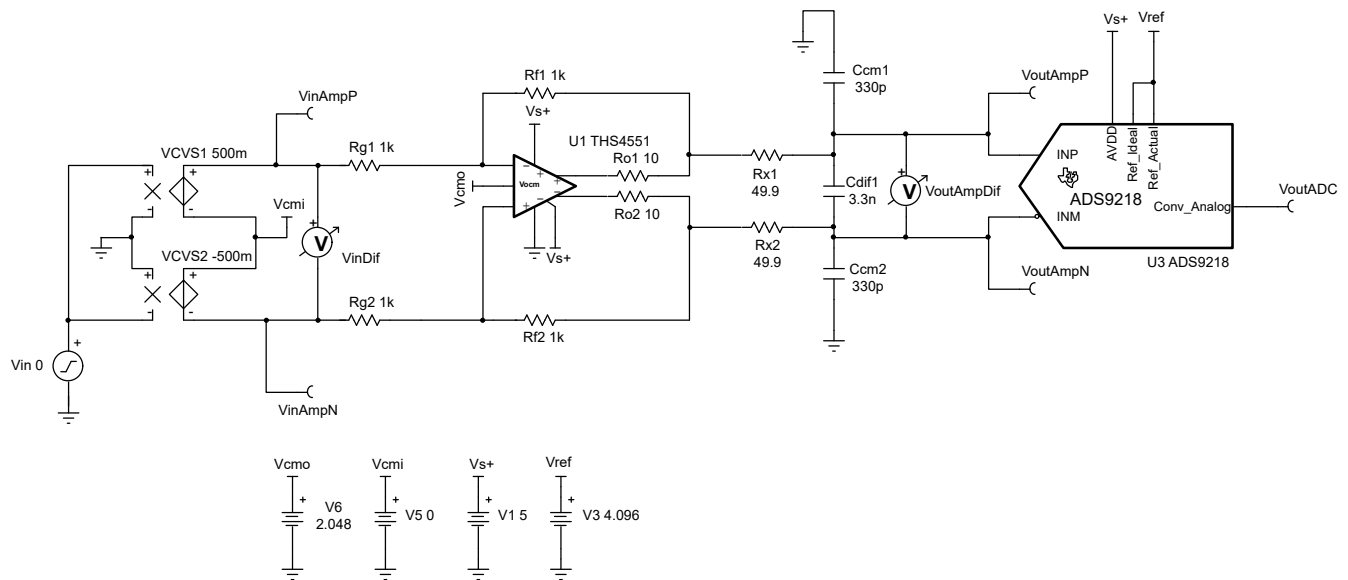 Vs+
Vref
Ccm1
330p
VoutAmpP
Rf1 1k
VinAmpP
Vs+
U1 THS4551
Ro1 10
VCVS1 500m
Rg1 1k
Rx1
49.9
INP
AVDD
Ref_Ideal
Ref_Actual
Vcmo
Vocm
Cdif1
3.3n
V
VoutAmpDif
ADS9218
VoutADC
Conv_Analog
Vcmi
Ro2 10
INM
V
VinDif
VCVS2 -500m
Vs+
Rx2
49.9
U3 ADS9218
Ccm2
330p
VoutAmpN
Rg2 1k
Rf2 1k
Vin 0
VinAmpN
Vcmo
Vcmi
Vs+
Vref
V6
2.048
V5 0
V1 5
V3 4.096